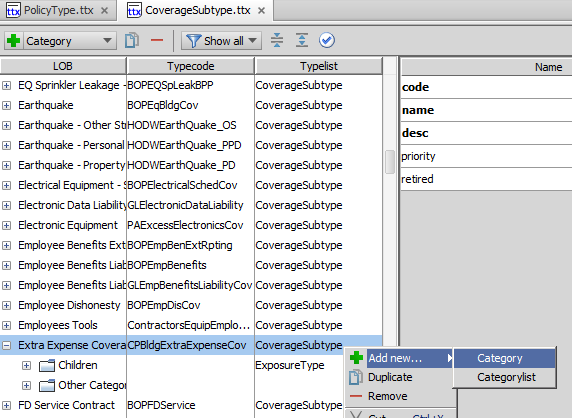 PolicyType.ttx CoverageSubtype.ttx
Category Show all
LOB Typecode Typelist Name
EQ Sprinkler Leakage - BOPEQSpLeakBPP CoverageSubtype
Earthquake BOPEqBldgCov CoverageSubtype
Earthquake - Other Str HODWEarthQuake_OS CoverageSubtype
Earthquake - Personal HODWEarthQuake_PPD CoverageSubtype
Earthquake - Property HODWEarthQuake_PD CoverageSubtype
Electrical Equipment - S BOPElectricalSchedCov CoverageSubtype
Electronic Data Liability GLElectronicDataLiability CoverageSubtype
Electronic Equipment PAExcessElectronicsCov CoverageSubtype
Employee Benefits Ext BOPEmpBenExtRpting CoverageSubtype
Employee Benefits Liab BOPEmpBenefits CoverageSubtype
Employee Benefits Liab GLEmpBenefitsLiabilityCov CoverageSubtype
Employee Dishonesty BOPEmpDisCov CoverageSubtype
Employees Tools ContractorsEquipEmplo... CoverageSubtype
Extra Expense Covera CPBldgExtraExpenseCov CoverageSubtype
Children ExposureType
Other Categor
FD Service Contract BOPFDService CoverageSubtype
code
name
desc
priority
retired
Add new... Category
Duplicate Categorylist
Remove
Cut Ctrl+X